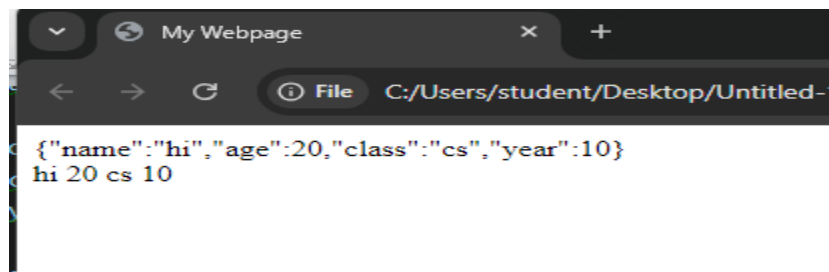 My Webpage
File C:/Users/student/Desktop/Untitled-
{"name":"hi","age":20,"class":"cs","year":10}
hi 20 cs 10